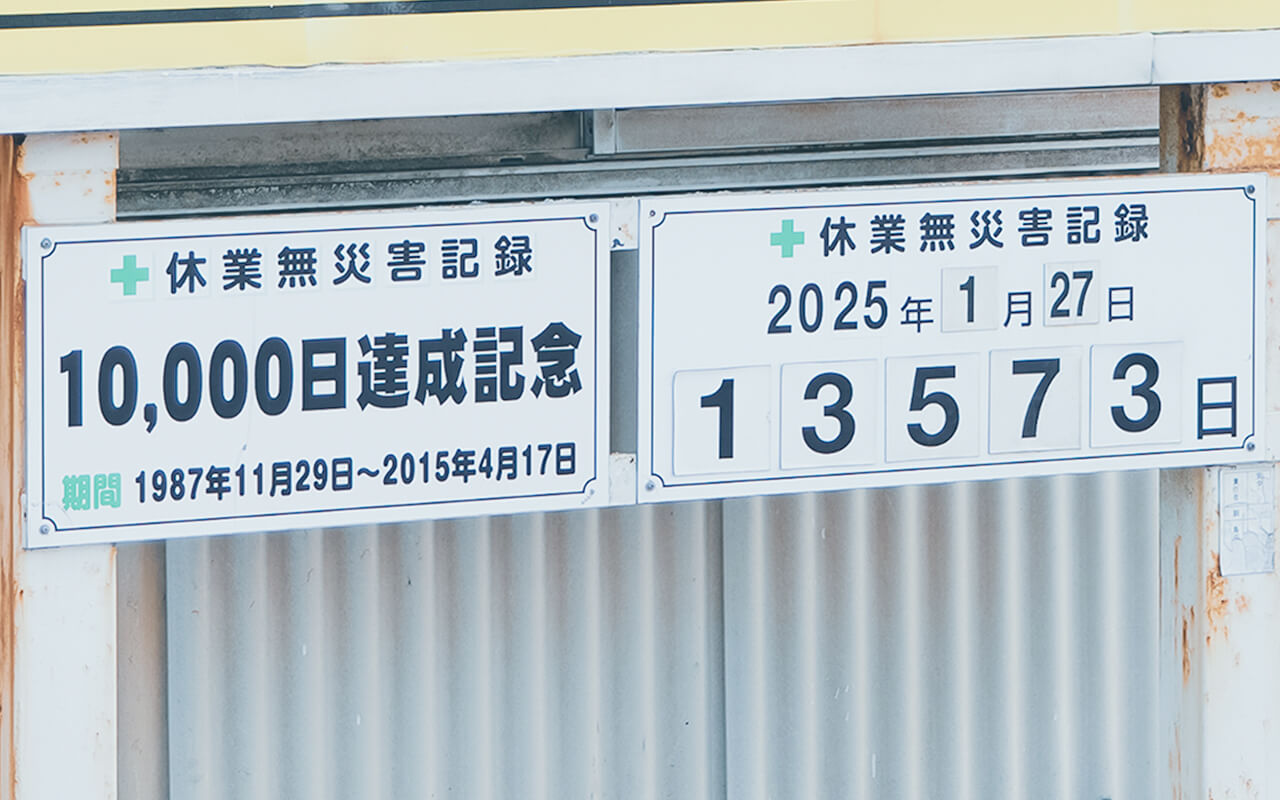 休業無災害記録
10,000日達成記念
期間 1987年11月29日～2015年4月17日
休業無災害記録
2025年1月27日
13573日